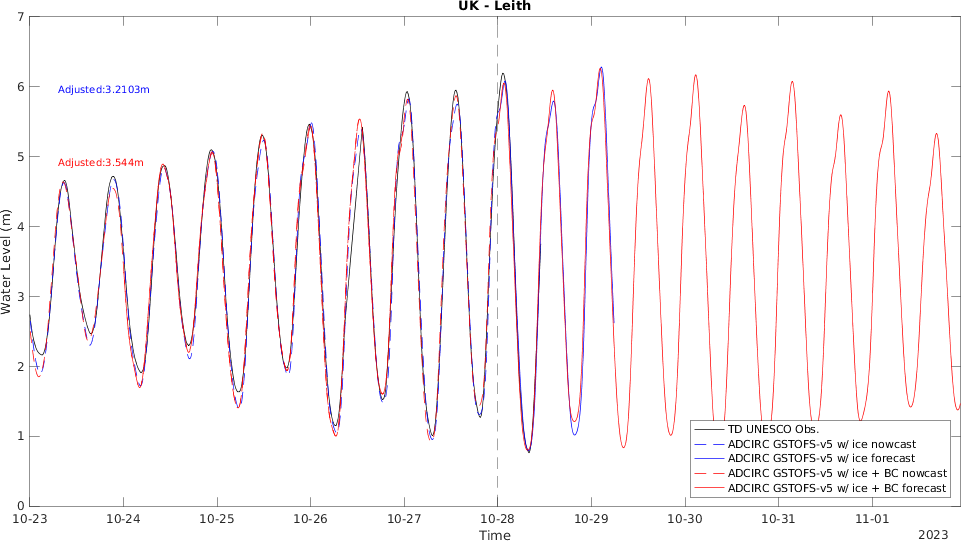 UK - Leith
7
6
5
4
3
2
1
0
Water Level (m)
Adjusted:3.2103m
Adjusted:3.544m
TD UNESCO Obs.
ADCIRC GSTOFS-v5 w/ ice nowcast
ADCIRC GSTOFS-v5 w/ ice forecast
ADCIRC GSTOFS-v5 w/ ice + BC nowcast
ADCIRC GSTOFS-v5 w/ ice + BC forecast
10-23 10-24 10-25 10-26 10-27 10-28 10-29 10-30 10-31 11-01
Time
2023